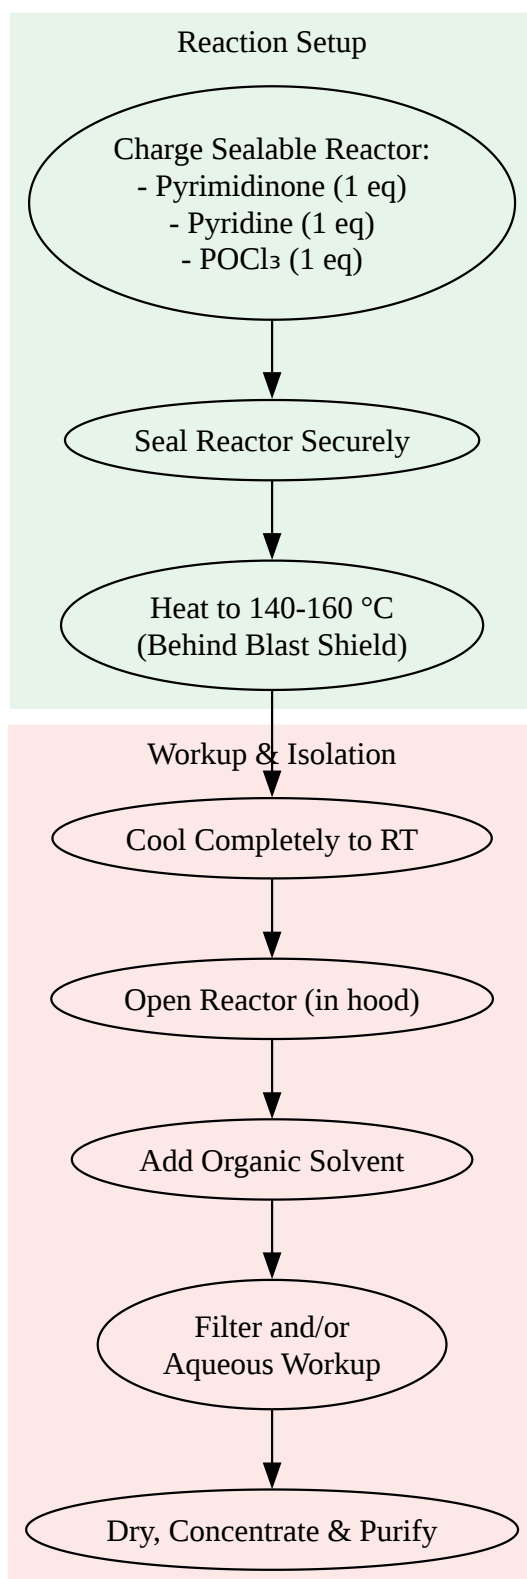 Reaction Setup
Charge Sealable Reactor:
- Pyrimidinone (1 eq)
- Pyridine (1 eq)
- POCl₃ (1 eq)
Seal Reactor Securely
Heat to 140-160 °C
(Behind Blast Shield)
Workup & Isolation
Cool Completely to RT
Open Reactor (in hood)
Add Organic Solvent
Filter and/or
Aqueous Workup
Dry, Concentrate & Purify